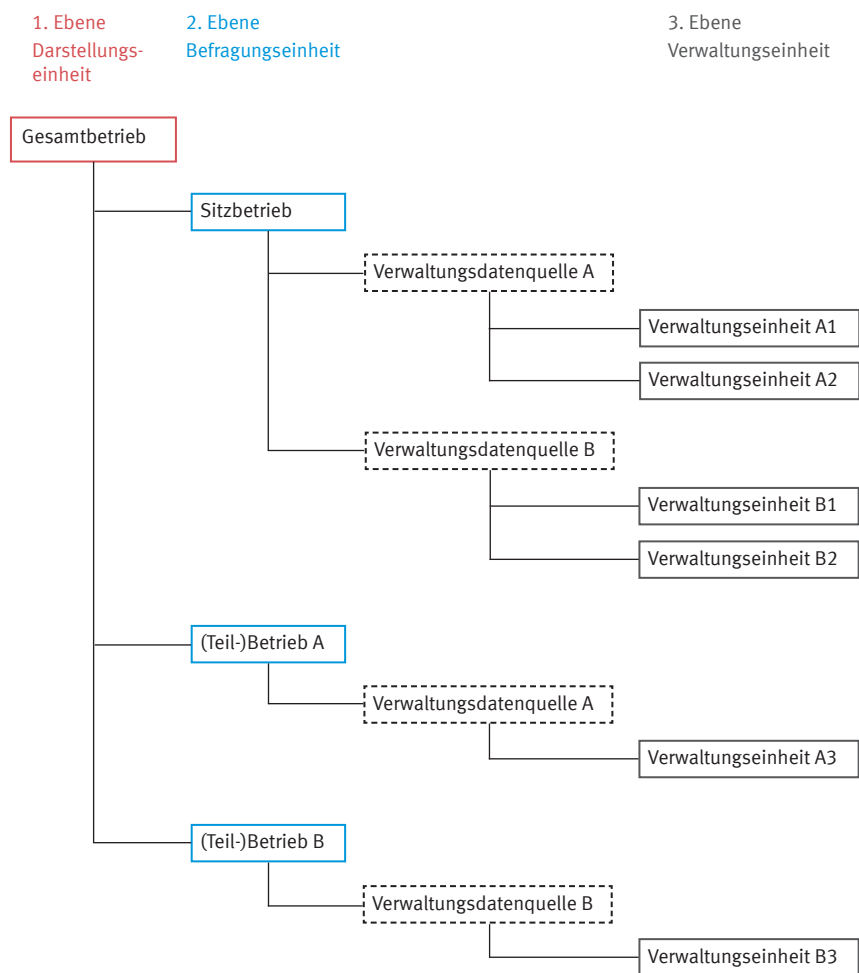 1. Ebene
Darstellungs-
einheit
2. Ebene
Befragungseinheit
3. Ebene
Verwaltungseinheit
Gesamtbetrieb
Sitzbetrieb
Verwaltungsdatenquelle A
Verwaltungseinheit A1
Verwaltungseinheit A2
Verwaltungsdatenquelle B
Verwaltungseinheit B1
Verwaltungseinheit B2
(Teil-)Betrieb A
Verwaltungsdatenquelle A
Verwaltungseinheit A3
(Teil-)Betrieb B
Verwaltungsdatenquelle B
Verwaltungseinheit B3